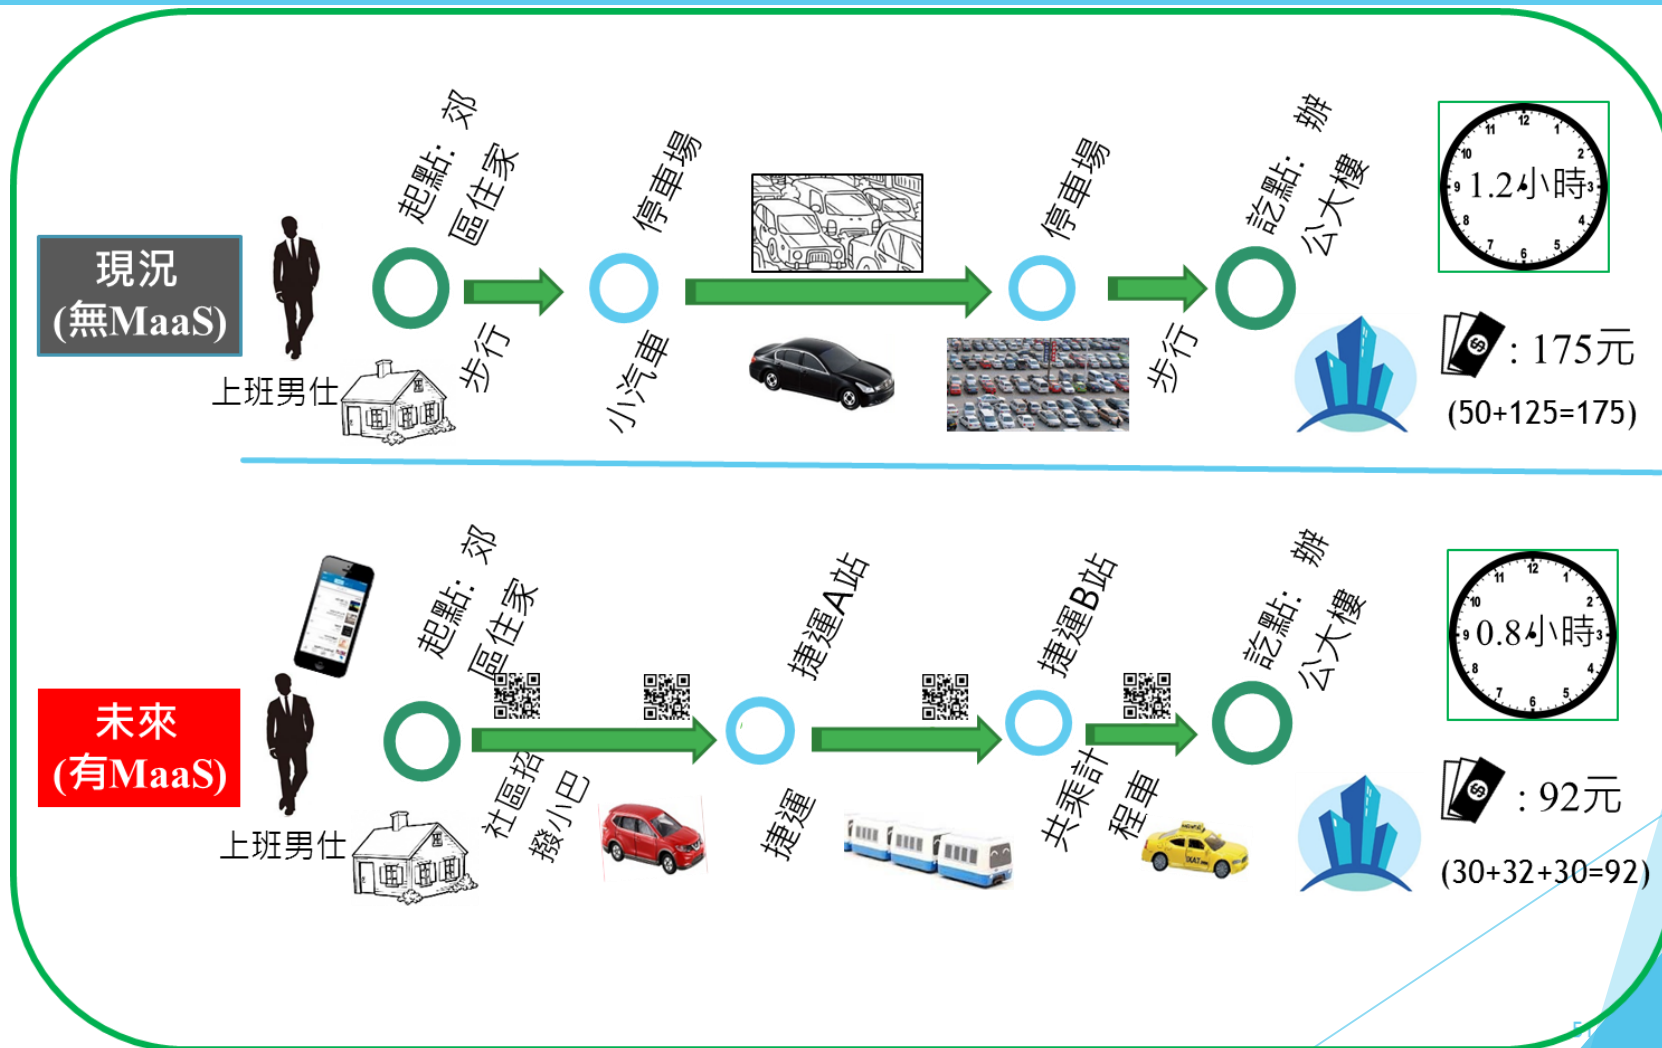 起點: 郊
區住家
停車場
停車場
訖點: 辦
公大樓
1.2小時
現況
(無MaaS)
步行
小汽車
步行
: 175元
上班男仕
(50+125=175)
起點: 郊
區住家
捷運A站
捷運B站
訖點: 辦
公大樓
0.8小時
未來
(有MaaS)
社區招
撥小巴
捷運
共乘計
程車
: 92元
上班男仕
(30+32+30=92)
51